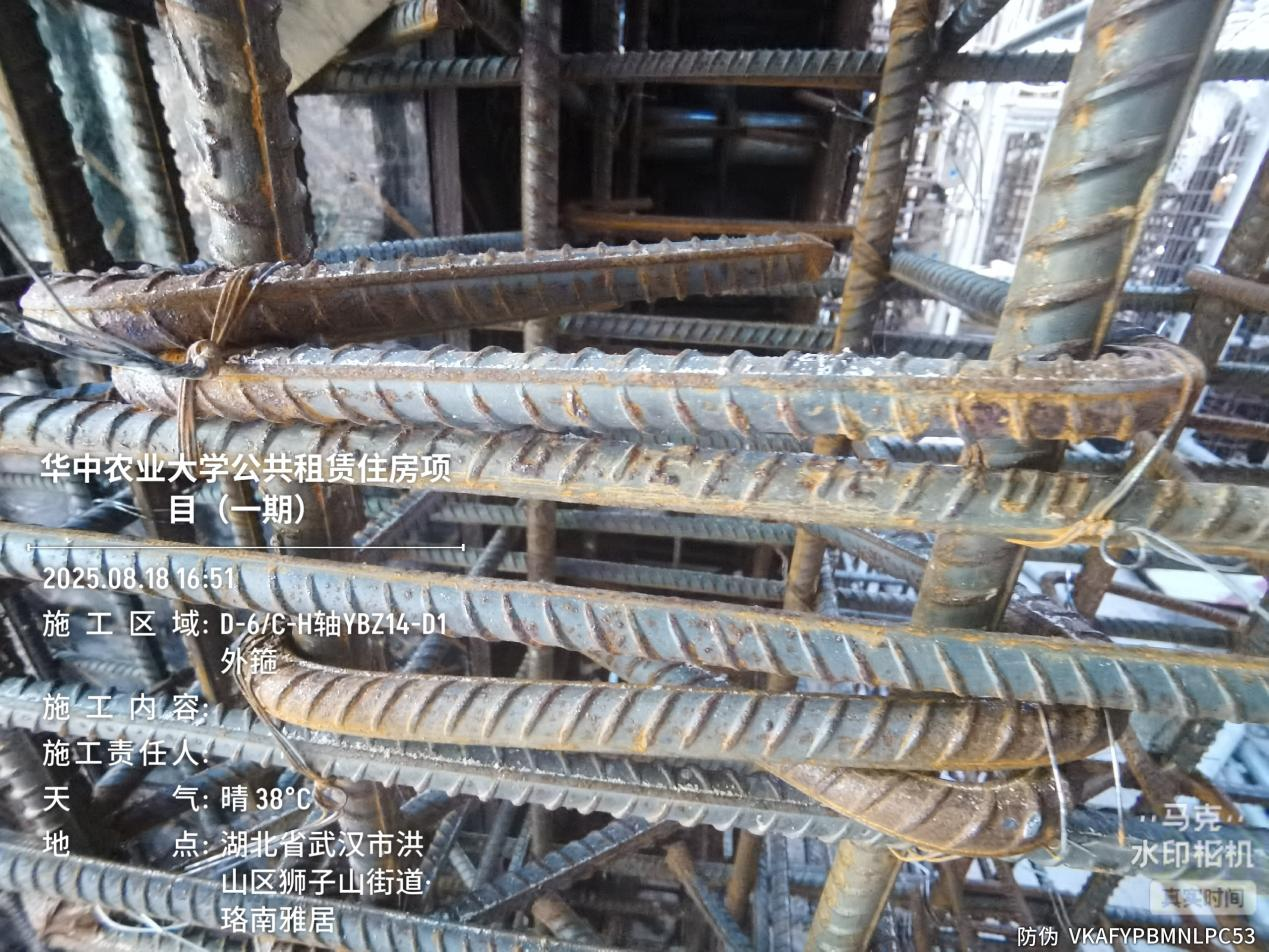 华中农业大学公共租赁住房项
目（一期）
2025.08.18 16:51
施工区域: D-6/C-H轴YBZ14-D1
外箍
施工内容:
施工责任人:
天气: 晴 38°C
地点: 湖北省武汉市洪
山区狮子山街道·
珞南雅居
马克
水印相机
真实时间
防伪 VKAFYPBMNLPC53